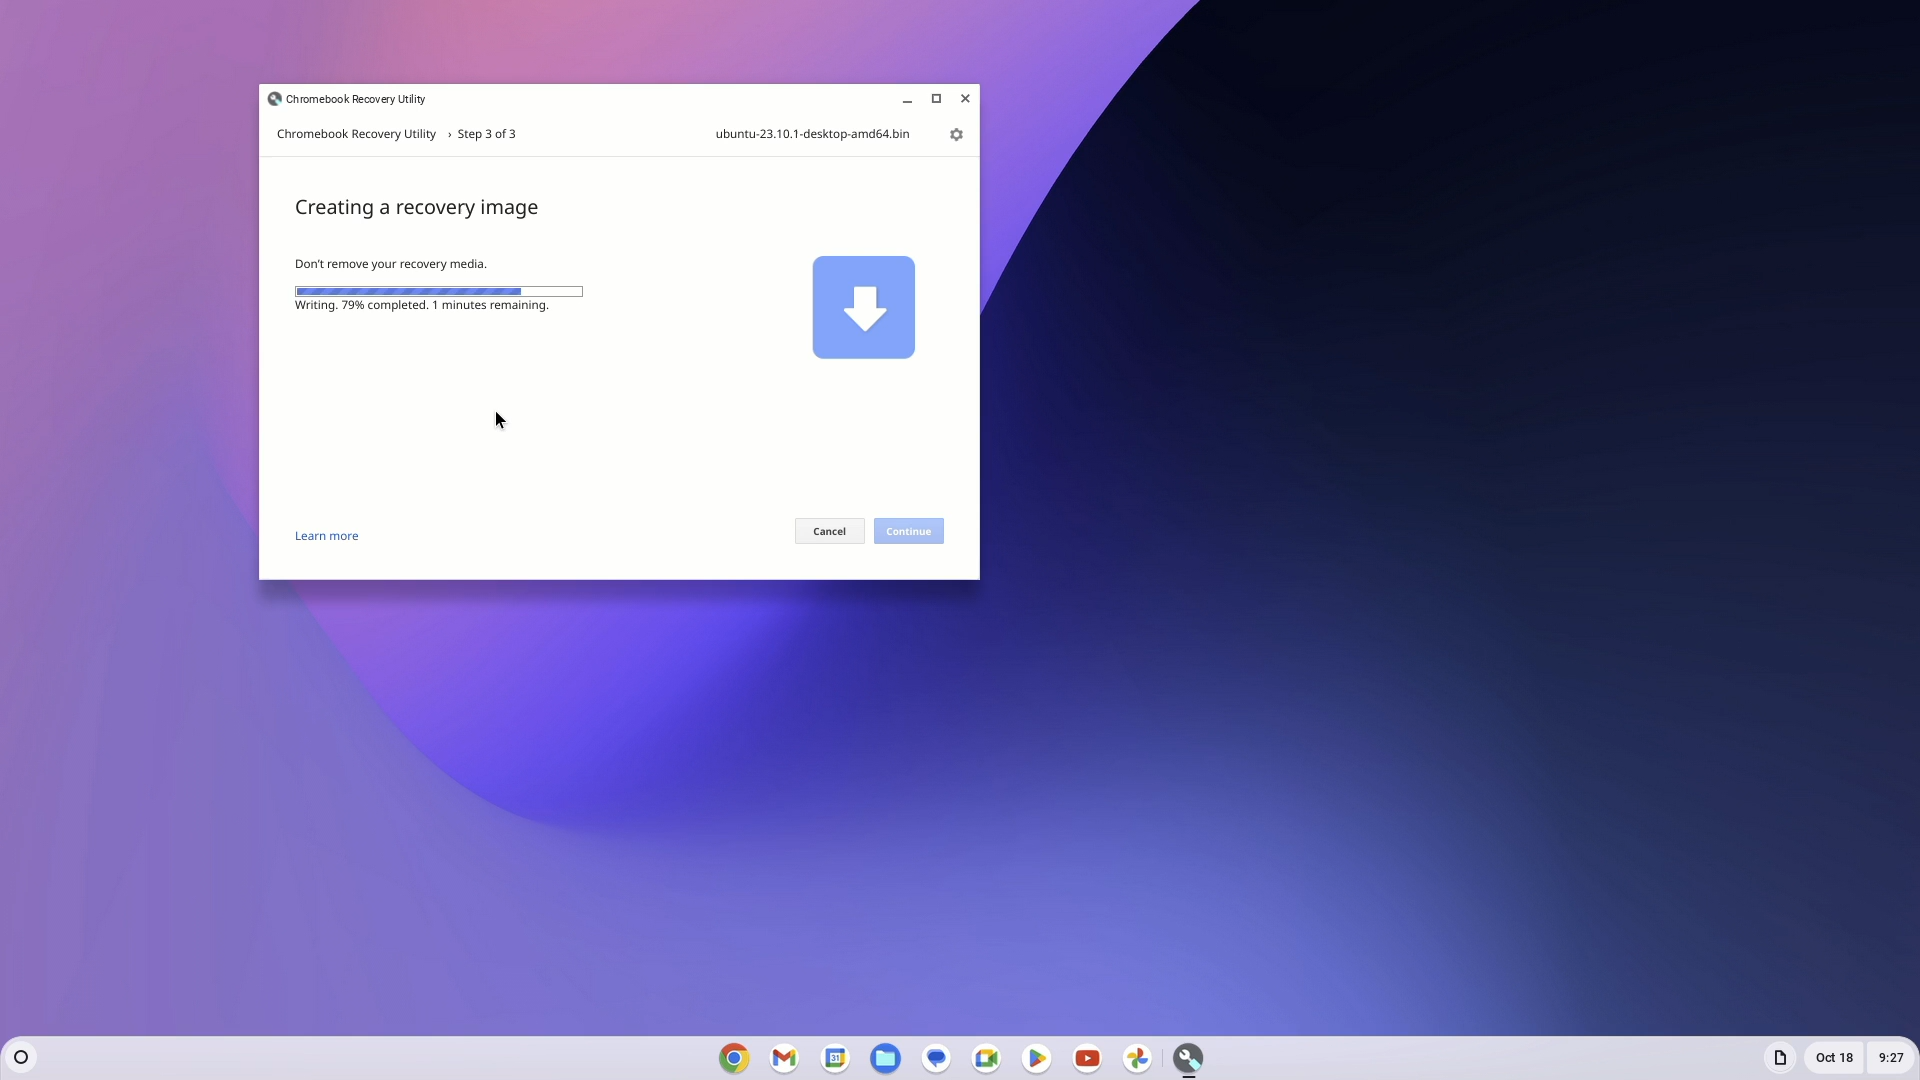 Chromebook Recovery Utility
Chromebook Recovery Utility › Step 3 of 3 ubuntu-23.10.1-desktop-amd64.bin
Creating a recovery image
Don't remove your recovery media.
Writing. 79% completed. 1 minutes remaining.
Learn more Cancel Continue
31
Oct 18 9:27